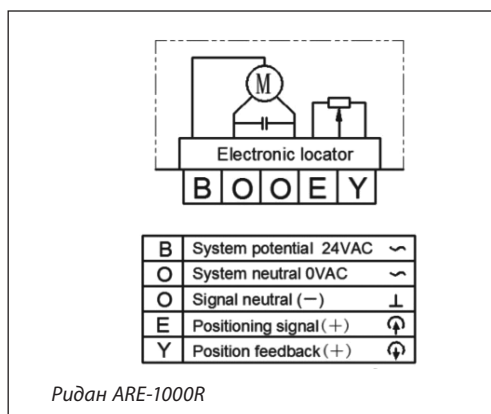 M
Electronic locator
B O O E Y
B System potential 24VAC ∽
O System neutral 0VAC ∽
O Signal neutral (—) ⊥
E Positioning signal (+)
Y Position feedback (+)
Ридан ARE-1000R